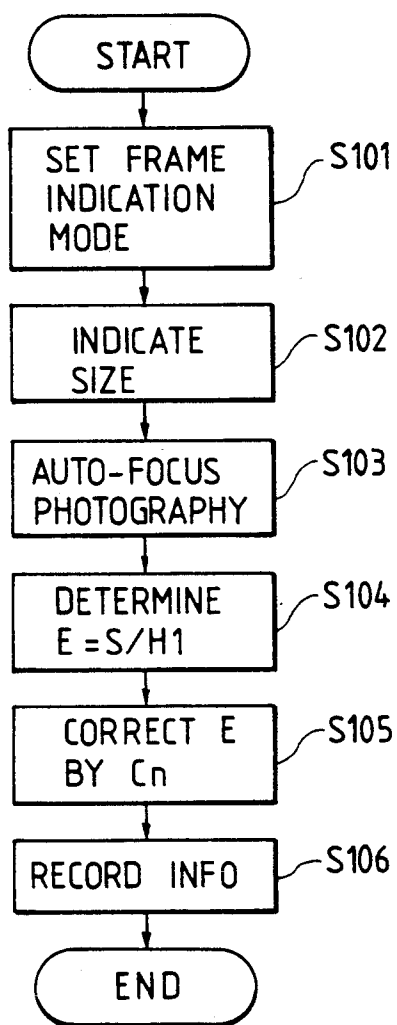 START
SET FRAME
INDICATION
MODE
S101
INDICATE
SIZE
S102
AUTO-FOCUS
PHOTOGRAPHY
S103
DETERMINE
E = S/H1
S104
CORRECT E
BY Cn
S105
RECORD INFO
S106
END